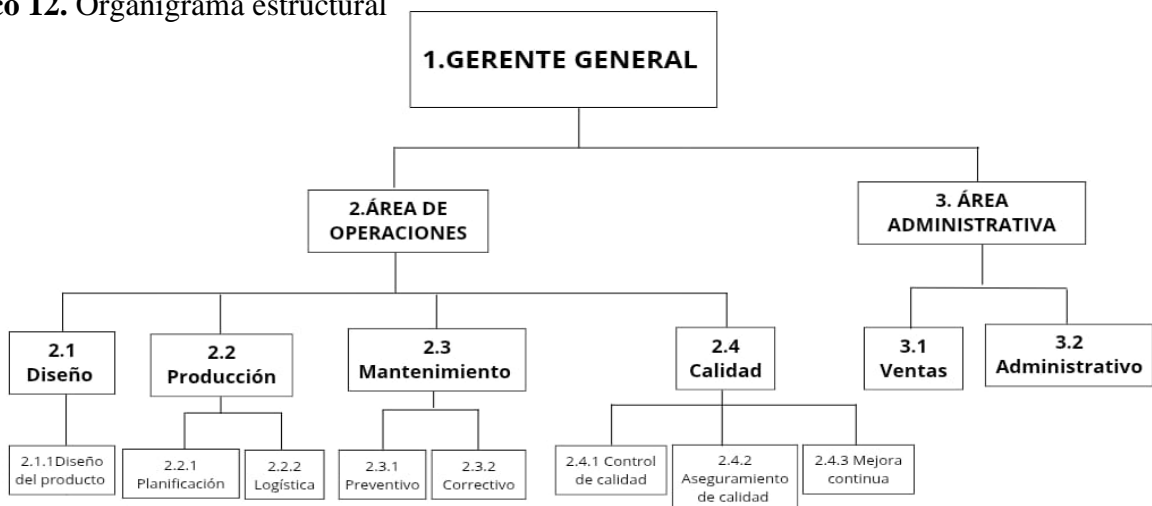 co 12. Organigrama estructural
1.GERENTE GENERAL
2.ÁREA DE
OPERACIONES
3. ÁREA
ADMINISTRATIVA
2.1
Diseño
2.2
Producción
2.3
Mantenimiento
2.4
Calidad
3.1
Ventas
3.2
Administrativo
2.1.1Diseño
del producto
2.2.1
Planificación
2.2.2
Logística
2.3.1
Preventivo
2.3.2
Correctivo
2.4.1 Control
de calidad
2.4.2
Aseguramiento
de calidad
2.4.3 Mejora
continua